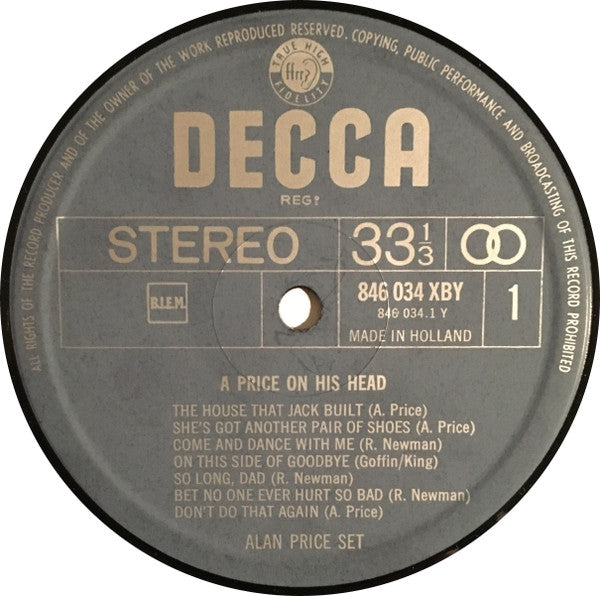 ALL RIGHTS OF THE RECORD PRODUCER AND OF THE OWNER OF THE WORK REPRODUCED RESERVED. COPYING, PUBLIC PERFORMANCE AND BROADCASTING OF THIS RECORD PROHIBITED
TRUE HIGH
ffrr
FIDELITY
DECCA
REGD
STEREO
33 1/3
B.I.E.M.
846 034 XBY
846 034.1 Y
MADE IN HOLLAND
1
A PRICE ON HIS HEAD
THE HOUSE THAT JACK BUILT (A. Price)
SHE'S GOT ANOTHER PAIR OF SHOES (A. Price)
COME AND DANCE WITH ME (R. Newman)
ON THIS SIDE OF GOODBYE (Goffin/King)
SO LONG, DAD (R. Newman)
BET NO ONE EVER HURT SO BAD (R. Newman)
DON'T DO THAT AGAIN (A. Price)
ALAN PRICE SET